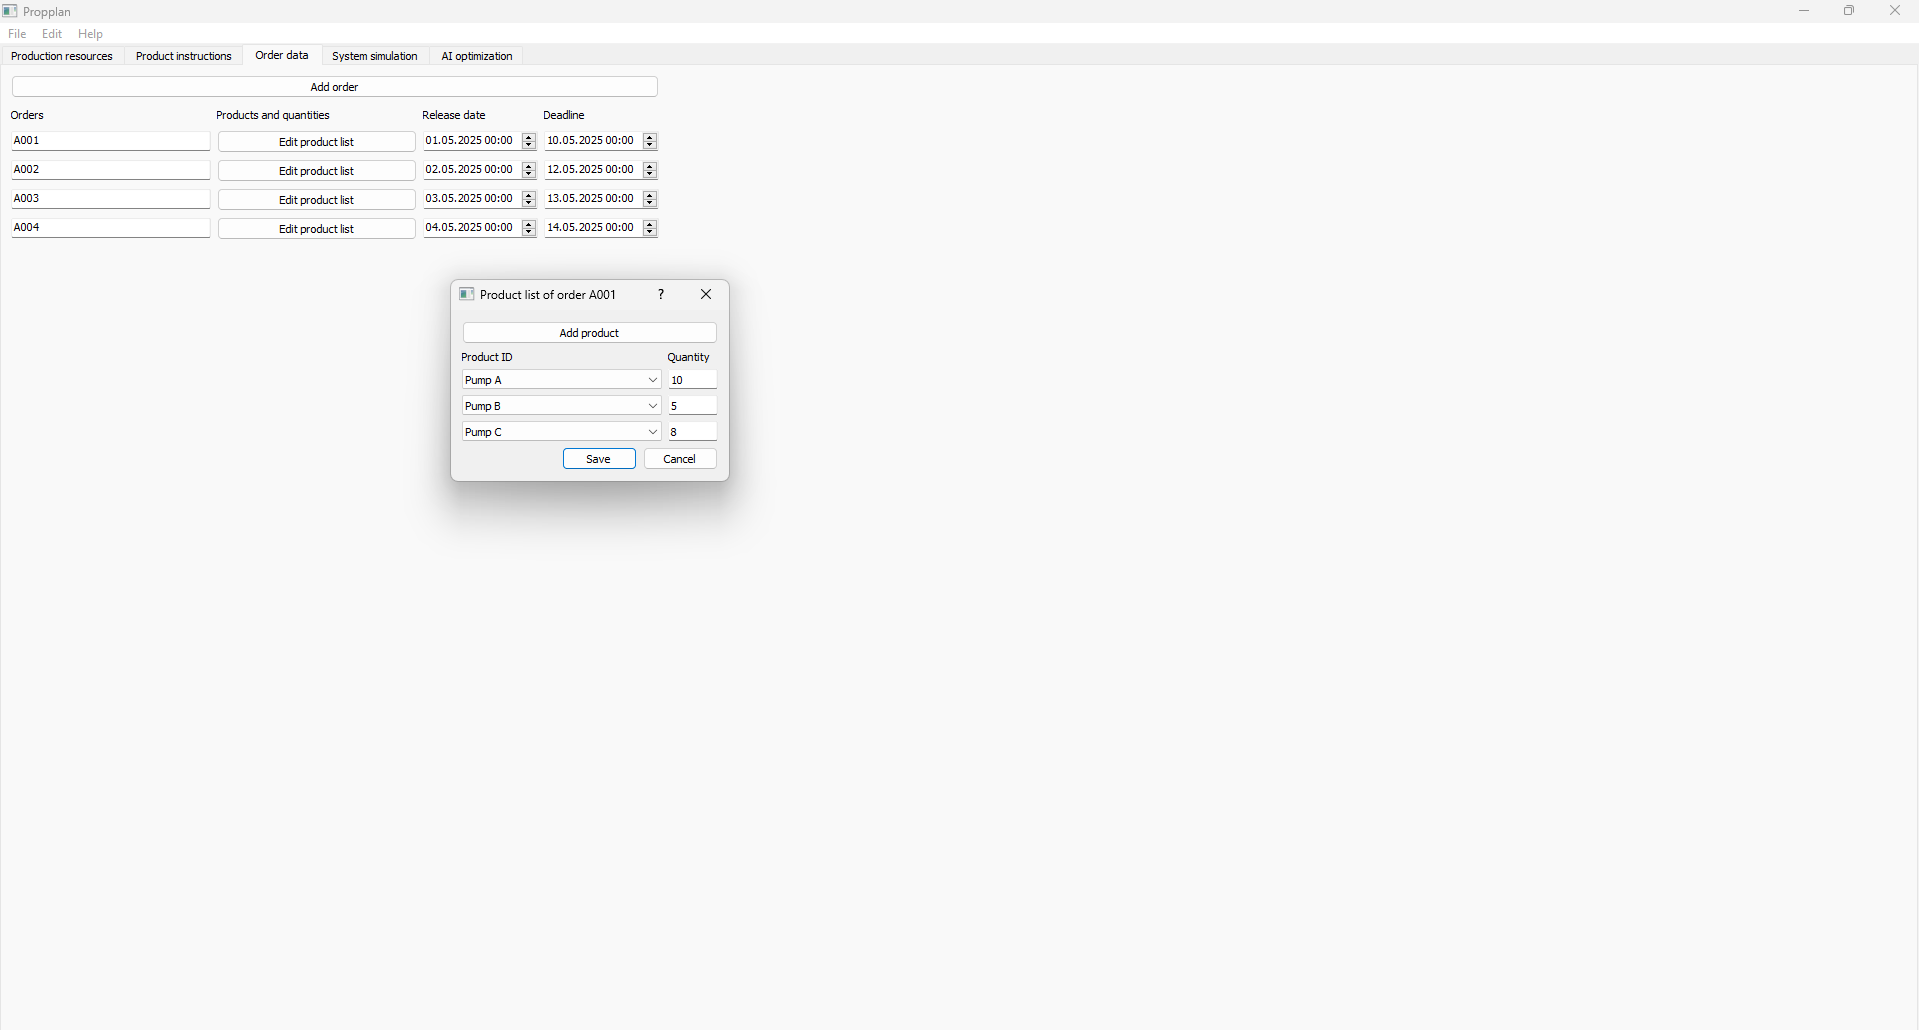 Propplan
File Edit Help
Production resources Product instructions Order data System simulation AI optimization
Add order
Orders Products and quantities Release date Deadline
A001 Edit product list 01.05.2025 00:00 10.05.2025 00:00
A002 Edit product list 02.05.2025 00:00 12.05.2025 00:00
A003 Edit product list 03.05.2025 00:00 13.05.2025 00:00
A004 Edit product list 04.05.2025 00:00 14.05.2025 00:00
Product list of order A001 ?
Add product
Product ID Quantity
Pump A 10
Pump B 5
Pump C 8
Save Cancel